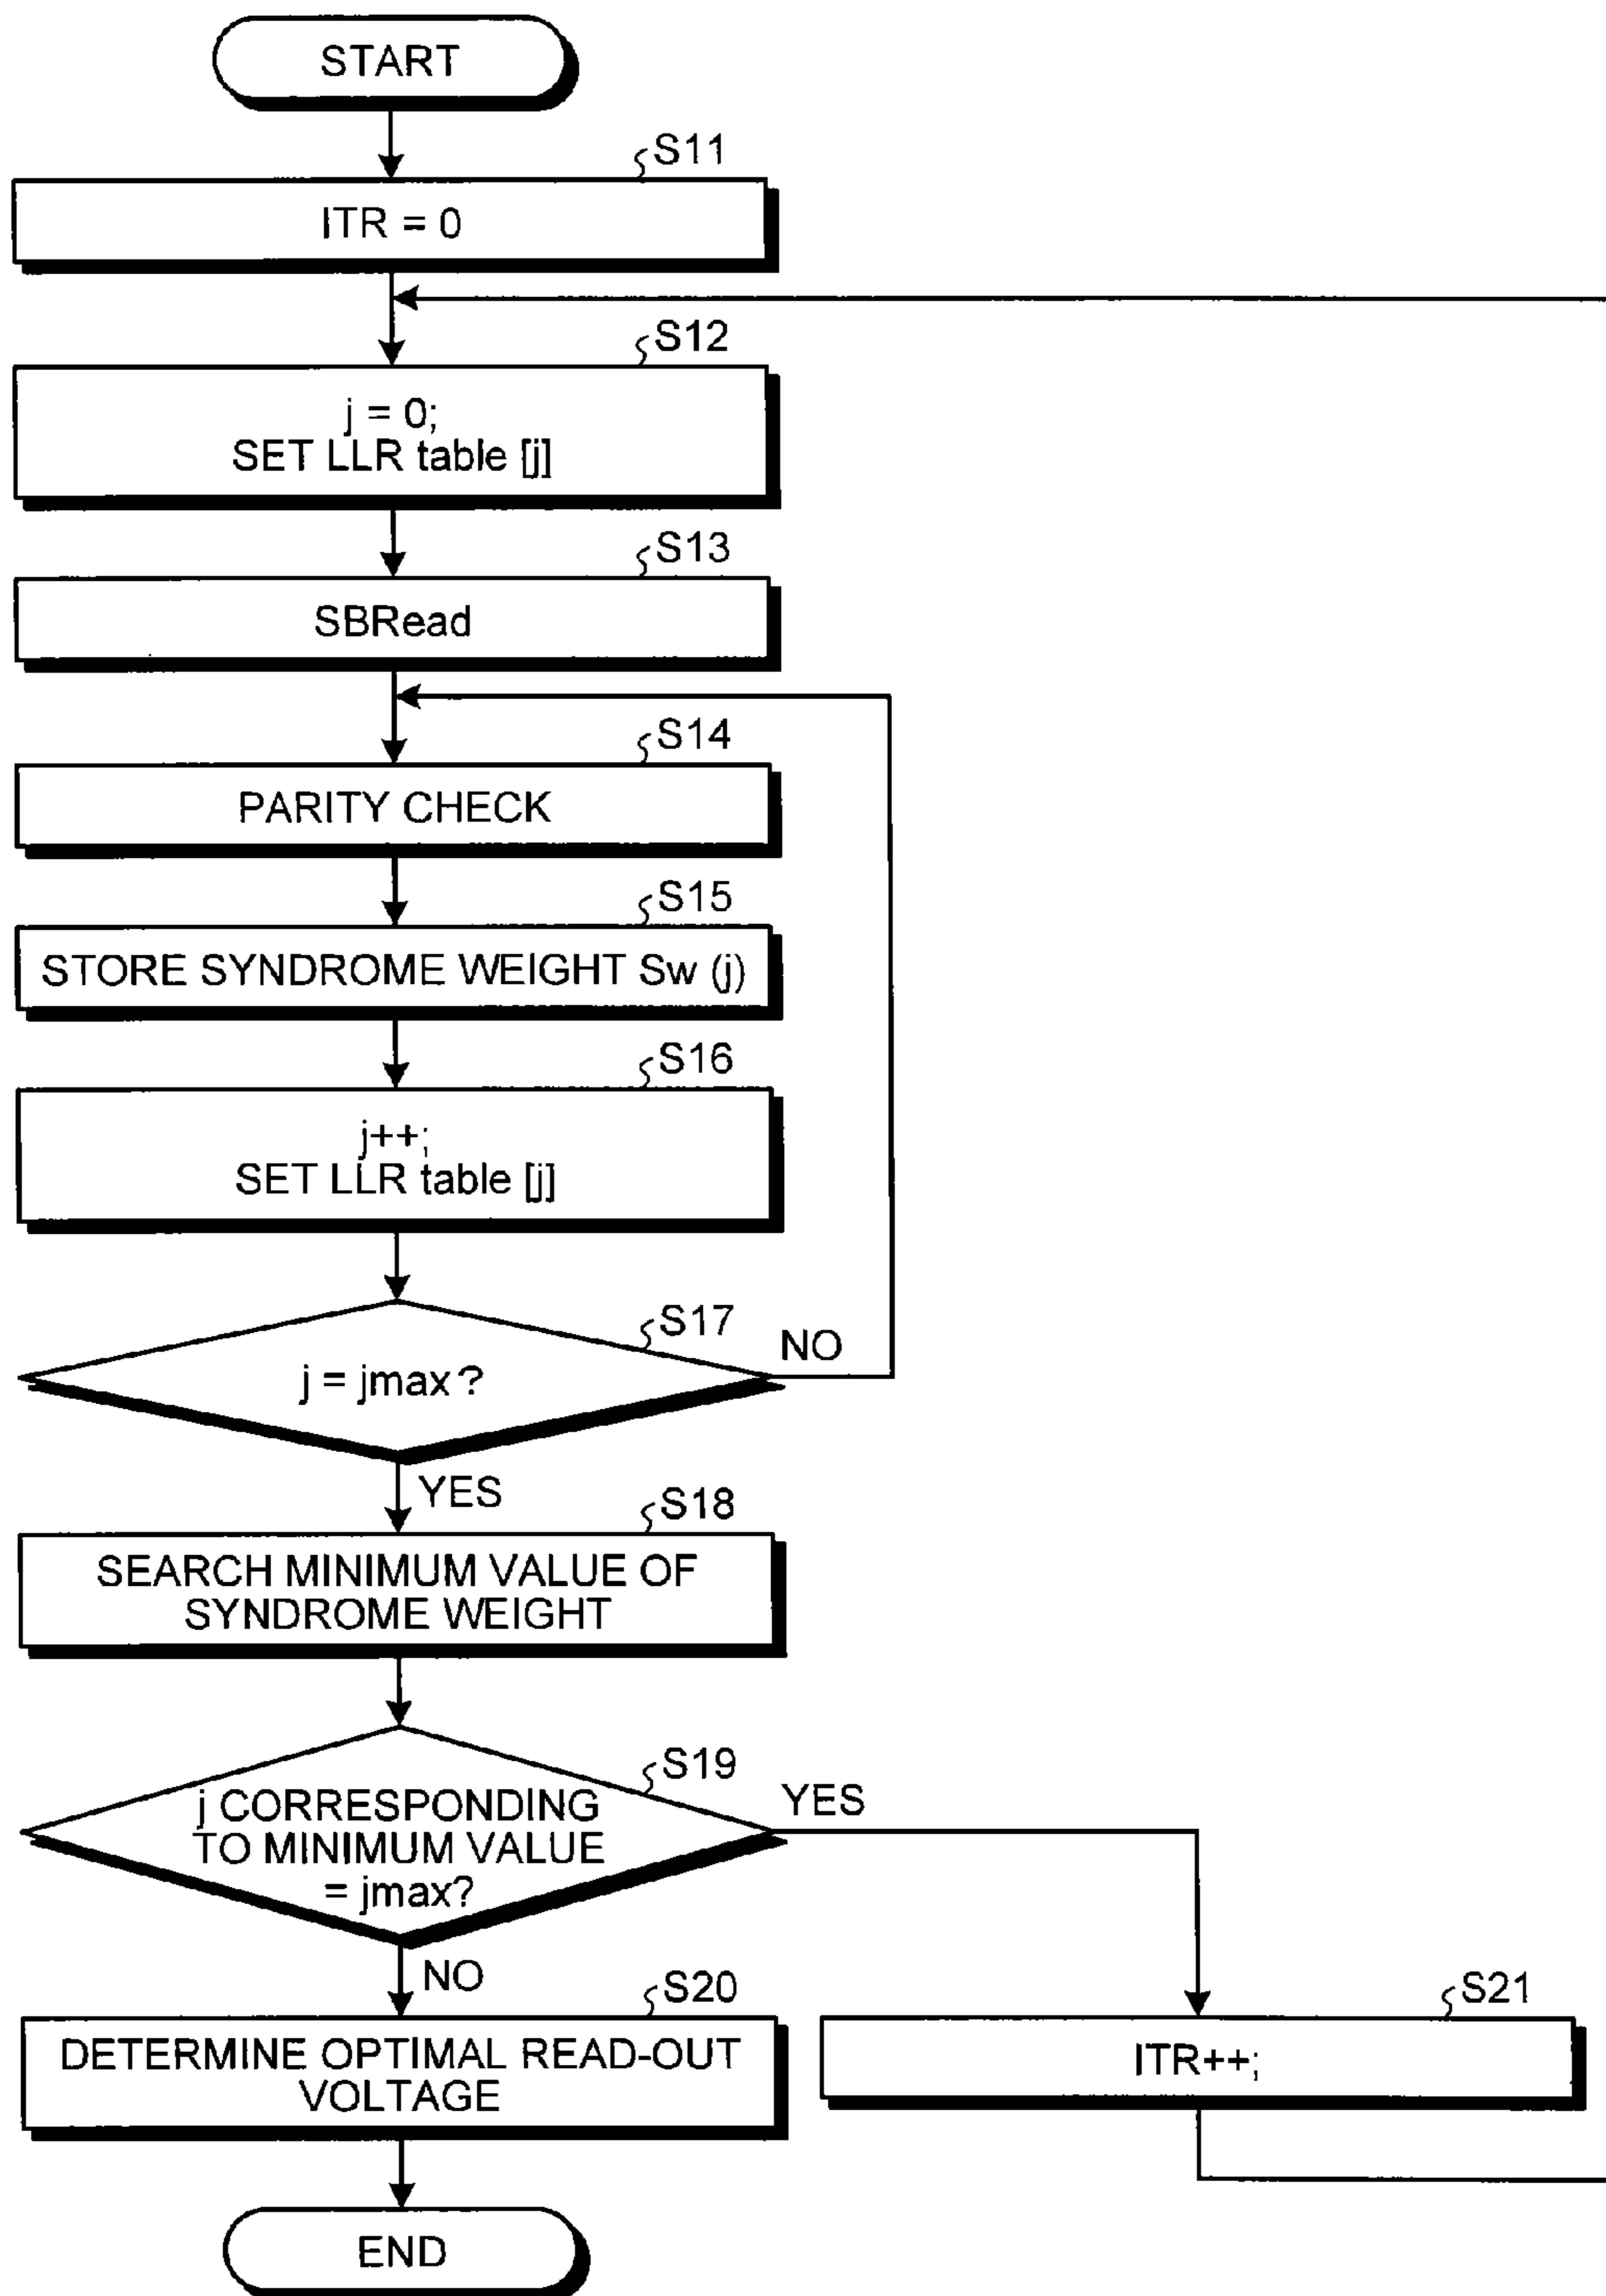 START
S11
ITR = 0
S12
j = 0;
SET LLR table [j]
S13
SBRead
S14
PARITY CHECK
S15
STORE SYNDROME WEIGHT Sw (j)
S16
j++;
SET LLR table [j]
S17
j = jmax ?
NO
YES
S18
SEARCH MINIMUM VALUE OF
SYNDROME WEIGHT
S19
j CORRESPONDING
TO MINIMUM VALUE
= jmax?
YES
NO
S20
DETERMINE OPTIMAL READ-OUT
VOLTAGE
S21
ITR++;
END